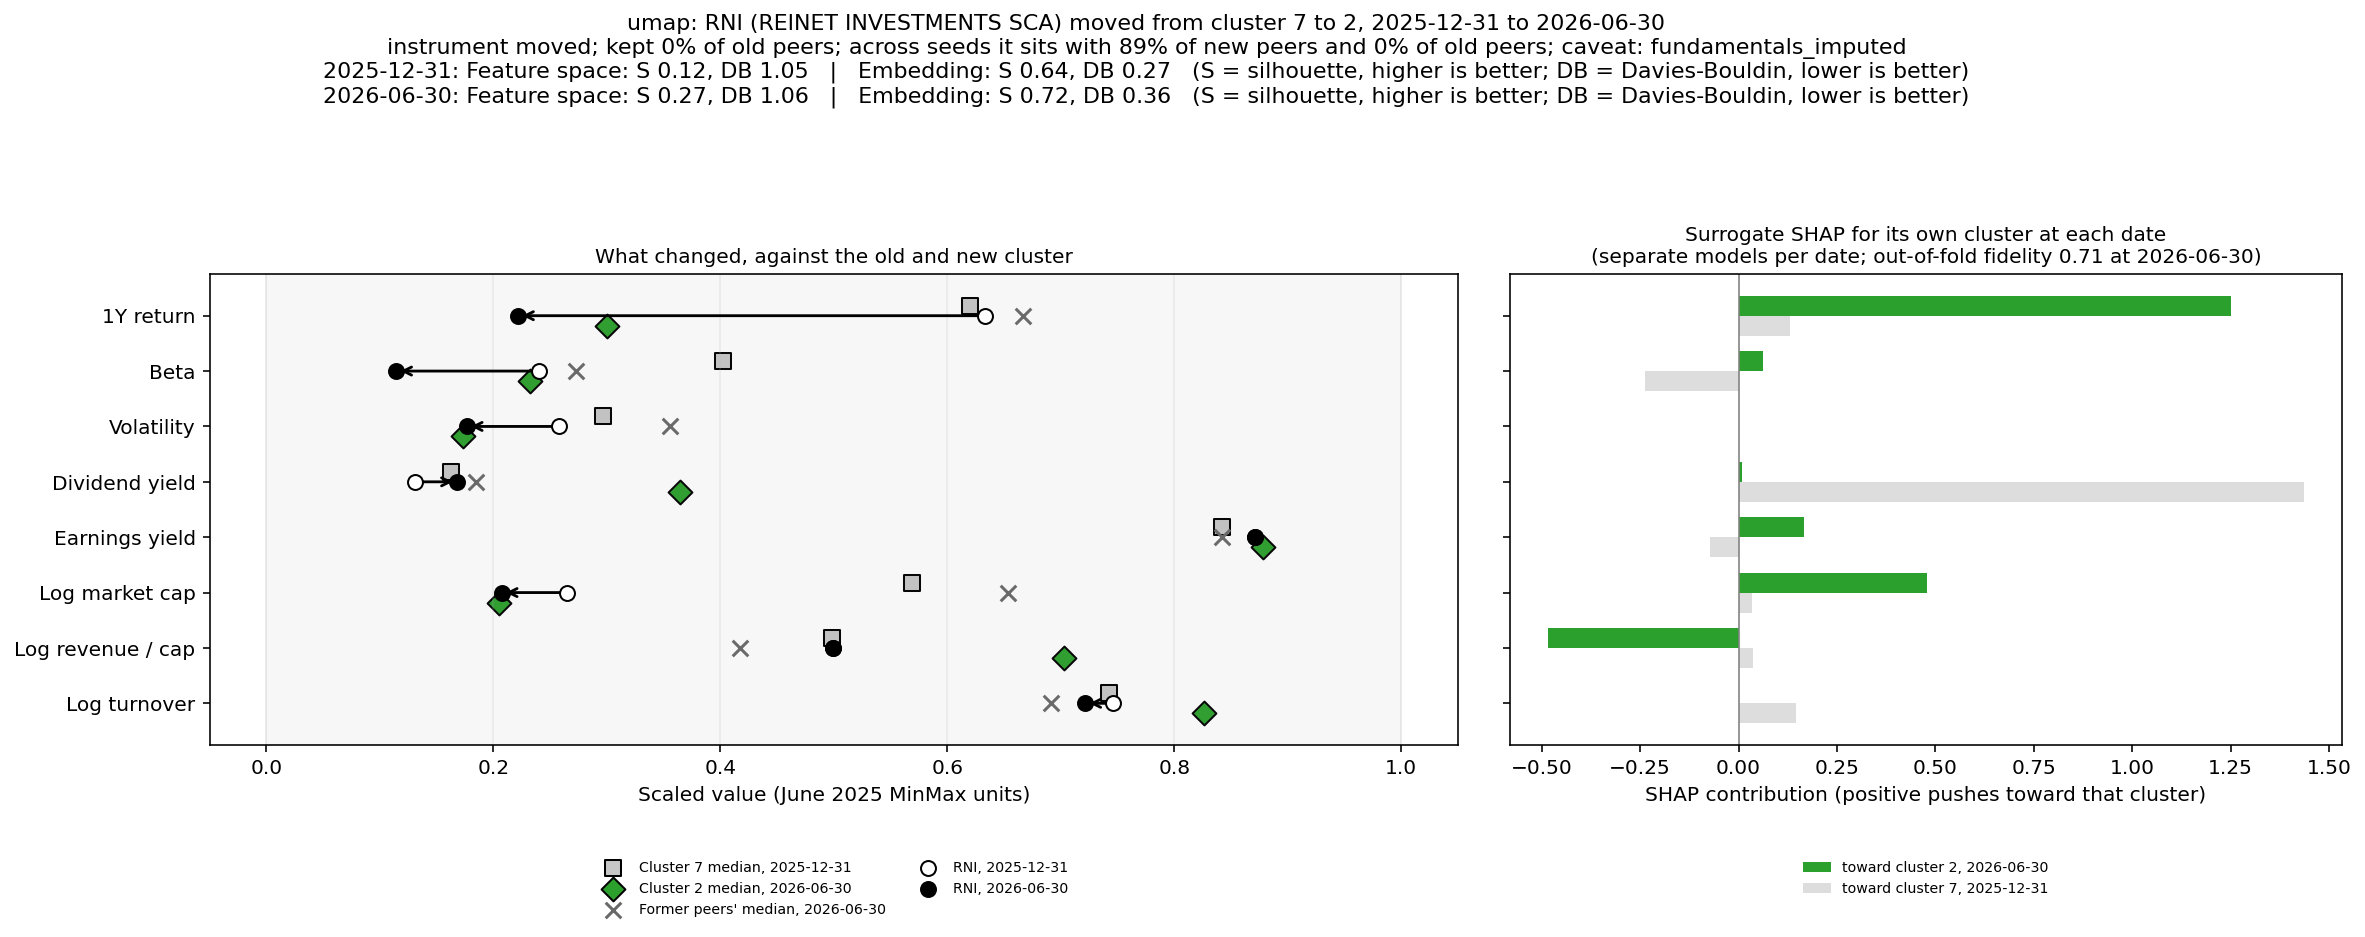 umap: RNI (REINET INVESTMENTS SCA) moved from cluster 7 to 2, 2025-12-31 to 2026-06-30
instrument moved; kept 0% of old peers; across seeds it sits with 89% of new peers and 0% of old peers; caveat: fundamentals_imputed
2025-12-31: Feature space: S 0.12, DB 1.05   |   Embedding: S 0.64, DB 0.27   (S = silhouette, higher is better; DB = Davies-Bouldin, lower is better)
2026-06-30: Feature space: S 0.27, DB 1.06   |   Embedding: S 0.72, DB 0.36   (S = silhouette, higher is better; DB = Davies-Bouldin, lower is better)
What changed, against the old and new cluster
1Y return
Beta
Volatility
Dividend yield
Earnings yield
Log market cap
Log revenue / cap
Log turnover
0.0 0.2 0.4 0.6 0.8 1.0
Scaled value (June 2025 MinMax units)
Cluster 7 median, 2025-12-31
Cluster 2 median, 2026-06-30
Former peers' median, 2026-06-30
RNI, 2025-12-31
RNI, 2026-06-30
Surrogate SHAP for its own cluster at each date
(separate models per date; out-of-fold fidelity 0.71 at 2026-06-30)
−0.50 −0.25 0.00 0.25 0.50 0.75 1.00 1.25 1.50
SHAP contribution (positive pushes toward that cluster)
toward cluster 2, 2026-06-30
toward cluster 7, 2025-12-31